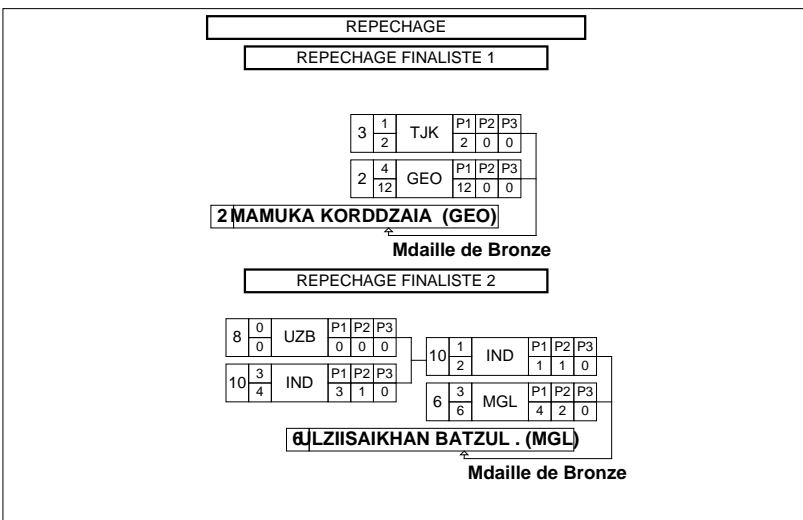 REPECHAGE
REPECHAGE FINALISTE 1
3 1 TJK P1 P2 P3
2 2 0 0
2 4 GEO P1 P2 P3
12 12 0 0
2 MAMUKA KORDDZAIA (GEO)
Mdaille de Bronze
REPECHAGE FINALISTE 2
8 0 UZB P1 P2 P3
0 0 0 0
10 3 IND P1 P2 P3
4 3 1 0
10 1 IND P1 P2 P3
2 1 1 0
6 3 MGL P1 P2 P3
6 4 2 0
6 ULZIISAIKHAN BATZUL . (MGL)
Mdaille de Bronze